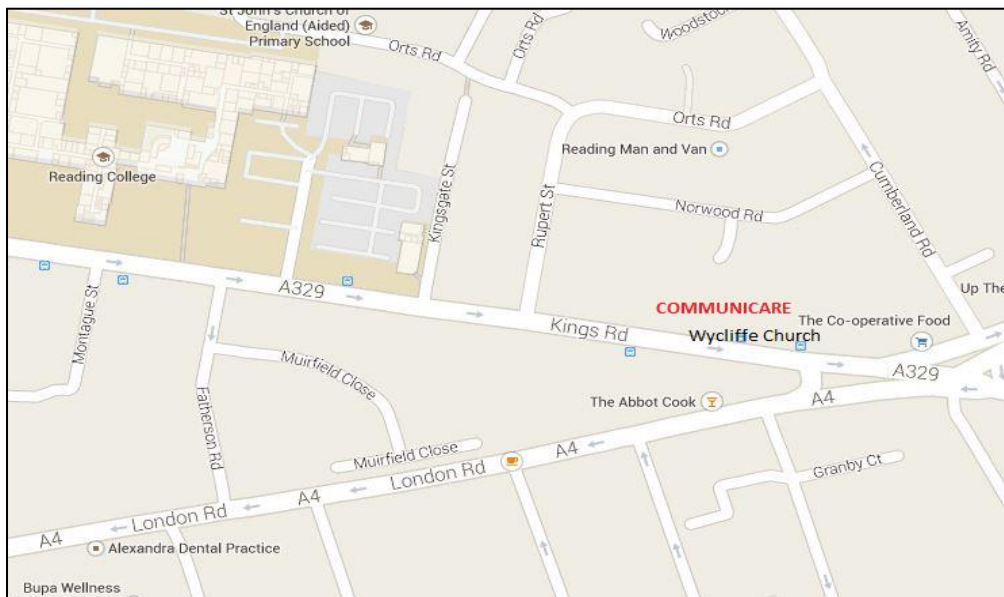 St John's Church of
England (Aided)
Primary School
Orts Rd
Orts Rd
Woodstock
Amity Rd
Orts Rd
Reading Man and Van
Reading College
Kingsgate St
Rupert St
Norwood Rd
Cumberland Rd
A329
Montague St
COMMUNICARE
Up The
Kings Rd
Wycliffe Church
The Co-operative Food
Muirfield Close
A329
Fatherson Rd
The Abbot Cook
A4
Muirfield Close
A4
London Rd
Granby Ct
A4
London Rd
A4
Alexandra Dental Practice
Bupa Wellness